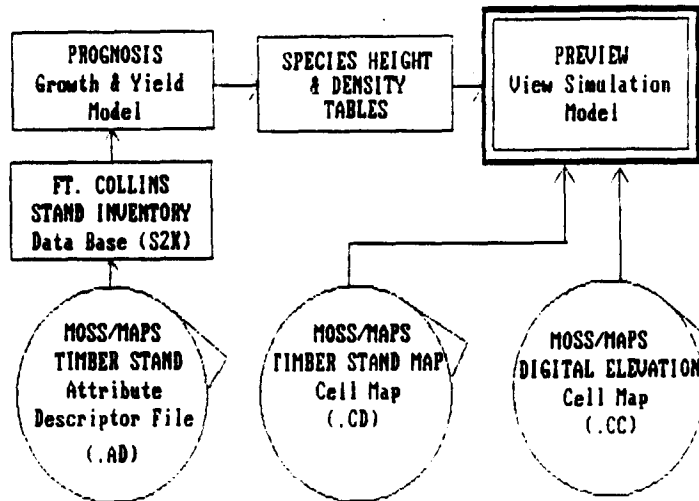 PROGNOSIS
Growth & Yield
Model
SPECIES HEIGHT
& DENSITY
TABLES
PREVIEW
View Simulation
Model
FT. COLLINS
STAND INVENTORY
Data Base (S2K)
MOSS/MAPS
TIMBER STAND
Attribute
Descriptor File
(.AD)
MOSS/MAPS
TIMBER STAND MAP
Cell Map
(.CD)
MOSS/MAPS
DIGITAL ELEVATION
Cell Map
(.CC)